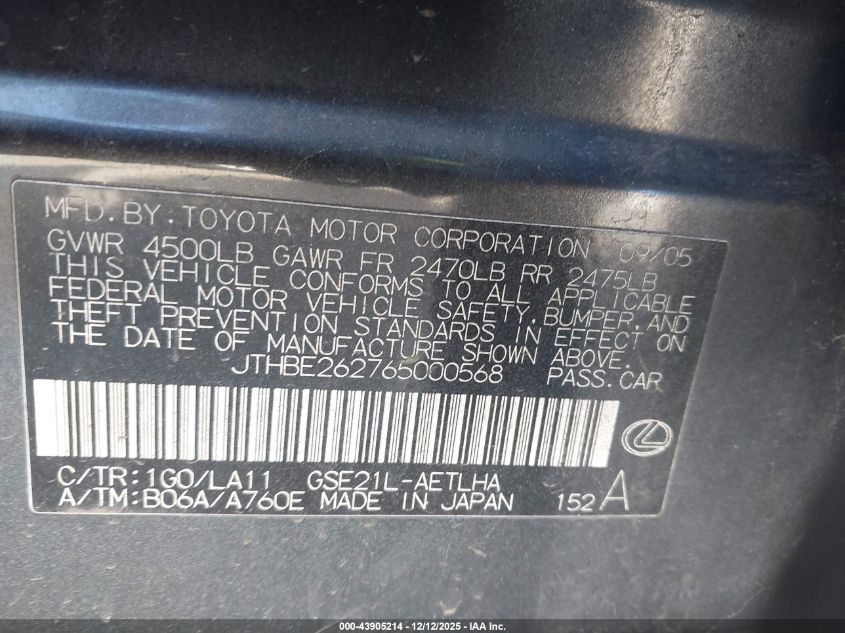 MFD. BY. TOYOTA MOTOR CORPORATION 09/05
GVWR 4500LB GAWR FR 2470LB RR 2475LB
THIS VEHICLE CONFORMS TO ALL APPLICABLE
FEDERAL MOTOR VEHICLE SAFETY, BUMPER, AND
THEFT PREVENTION STANDARDS IN EFFECT ON
THE DATE OF MANUFACTURE SHOWN ABOVE.
JTHBE262765000568 PASS. CAR
C/TR:1G0/LA11 GSE21L-AETLHA
A/TM:B06A/A760E MADE IN JAPAN 152 A
000-43905214 - 12/12/2025 - IAA Inc.